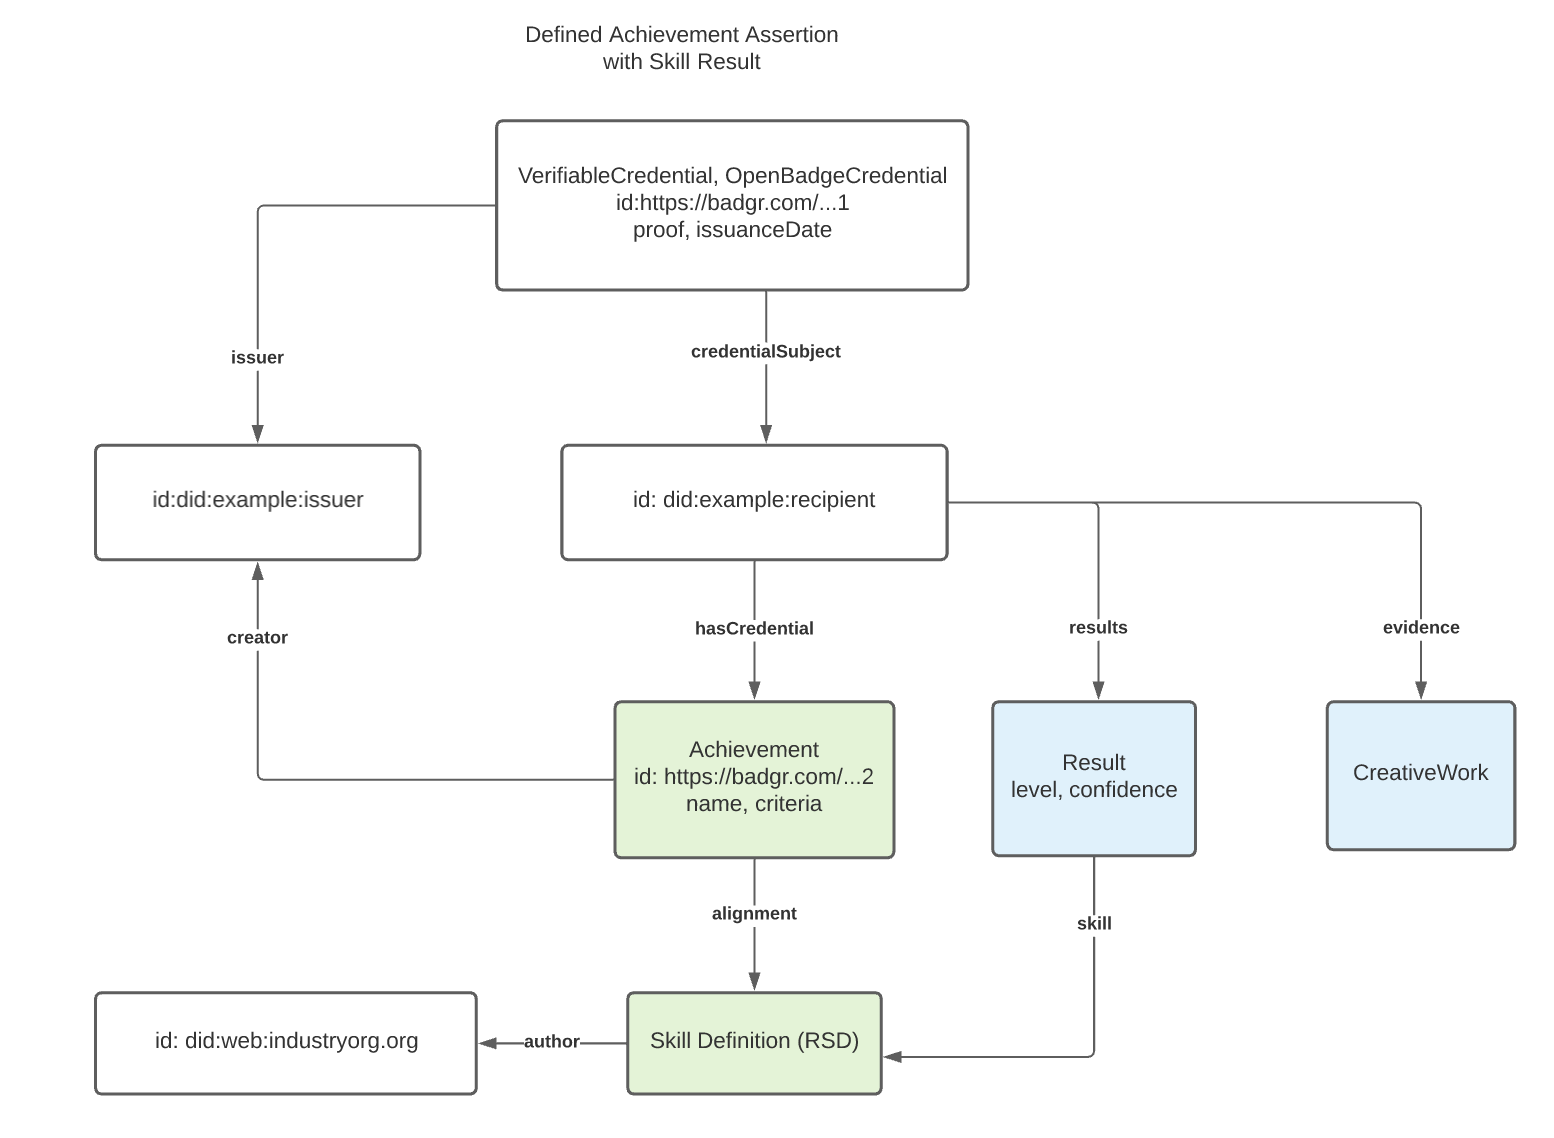 Defined Achievement Assertion
with Skill Result
VerifiableCredential, OpenBadgeCredential
id:https://badgr.com/...1
proof, issuanceDate
issuer
credentialSubject
id:did:example:issuer
id: did:example:recipient
creator
hasCredential
results
evidence
Achievement
id: https://badgr.com/...2
name, criteria
Result
level, confidence
CreativeWork
alignment
skill
id: did:web:industryorg.org
author
Skill Definition (RSD)